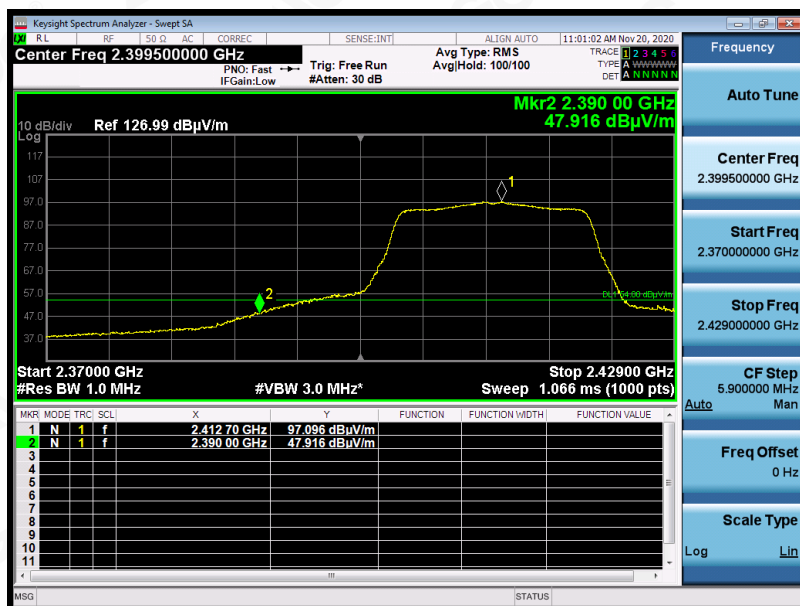 Keysight Spectrum Analyzer - Swept SA
LXI RL RF 50 Ω AC CORREC SENSE:INT ALIGN AUTO 11:01:02 AM Nov 20, 2020
Center Freq 2.399500000 GHz
PNO: Fast
IFGain:Low
Trig: Free Run
#Atten: 30 dB
Avg Type: RMS
Avg|Hold: 100/100
TRACE 1 2 3 4 5 6
TYPE A WWWWW
DET A N N N N N
Mkr2 2.390 00 GHz
47.916 dBµV/m
10 dB/div Ref 126.99 dBµV/m
Log
117
107
97.0
87.0
77.0
67.0
57.0
47.0
37.0
1
2
DL1 54.00 dBµV/m
Start 2.37000 GHz Stop 2.42900 GHz
#Res BW 1.0 MHz #VBW 3.0 MHz* Sweep 1.066 ms (1000 pts)
MKR MODE TRC SCL X Y FUNCTION FUNCTION WIDTH FUNCTION VALUE
1 N 1 f 2.412 70 GHz 97.096 dBµV/m
2 N 1 f 2.390 00 GHz 47.916 dBµV/m
3
4
5
6
7
8
9
10
11
MSG STATUS
Frequency
Auto Tune
Center Freq
2.399500000 GHz
Start Freq
2.370000000 GHz
Stop Freq
2.429000000 GHz
CF Step
5.900000 MHz
Auto Man
Freq Offset
0 Hz
Scale Type
Log Lin